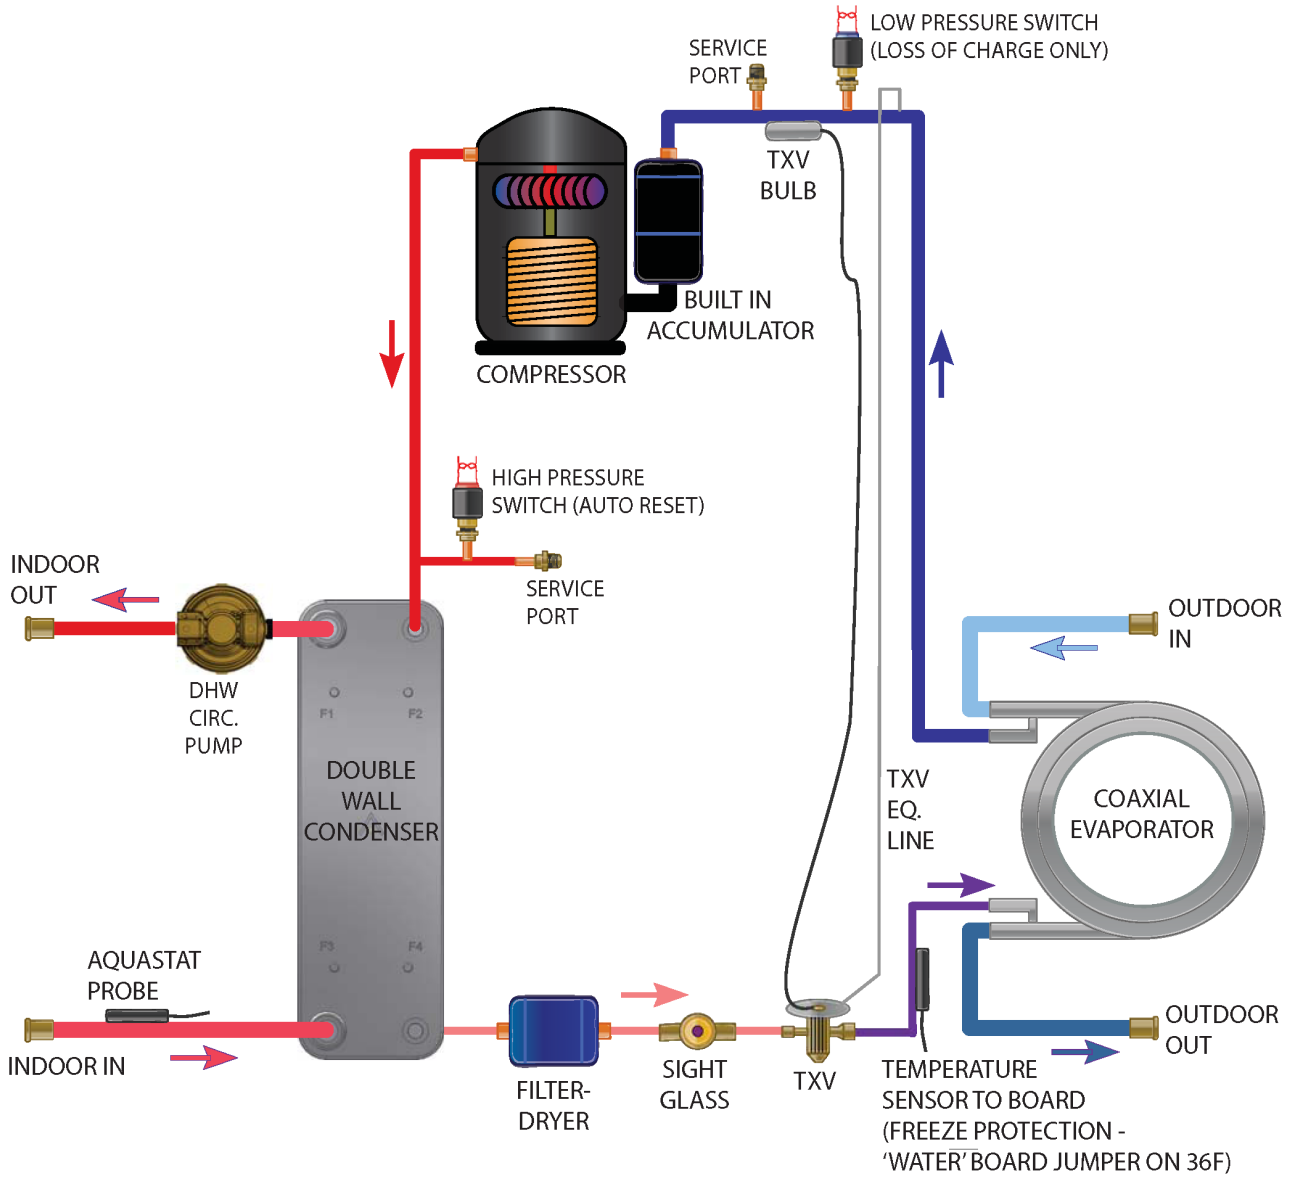 LOW PRESSURE SWITCH
(LOSS OF CHARGE ONLY)
SERVICE
PORT
TXV
BULB
BUILT IN
ACCUMULATOR
COMPRESSOR
HIGH PRESSURE
SWITCH (AUTO RESET)
SERVICE
PORT
INDOOR
OUT
DHW
CIRC.
PUMP
OUTDOOR
IN
F1 F2
DOUBLE
WALL
CONDENSER
TXV
EQ.
LINE
COAXIAL
EVAPORATOR
F3 F4
AQUASTAT
PROBE
INDOOR IN
FILTER-
DRYER
SIGHT
GLASS
TXV
OUTDOOR
OUT
TEMPERATURE
SENSOR TO BOARD
(FREEZE PROTECTION -
'WATER' BOARD JUMPER ON 36F)